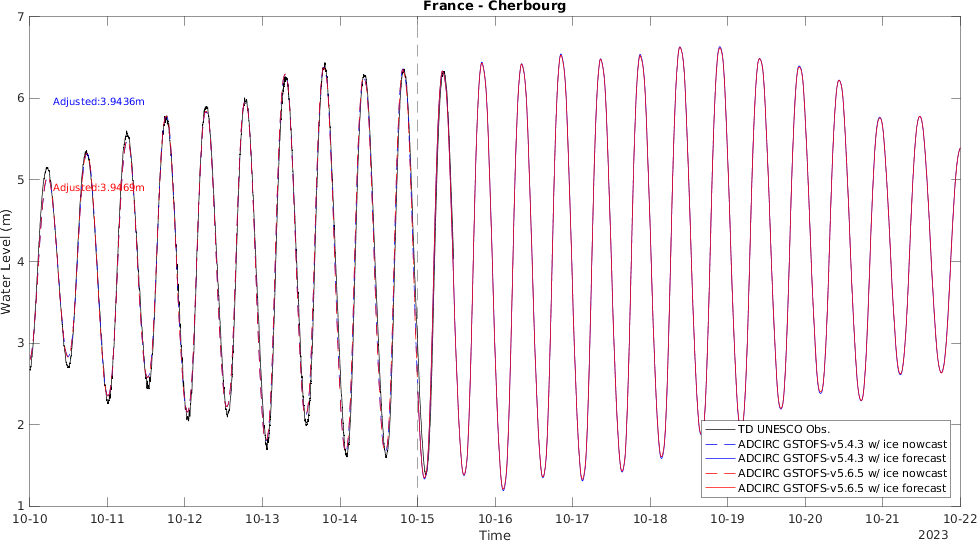 France - Cherbourg
7
6
5
4
3
2
1
Water Level (m)
Adjusted:3.9436m
Adjusted:3.9469m
TD UNESCO Obs.
ADCIRC GSTOFS-v5.4.3 w/ ice nowcast
ADCIRC GSTOFS-v5.4.3 w/ ice forecast
ADCIRC GSTOFS-v5.6.5 w/ ice nowcast
ADCIRC GSTOFS-v5.6.5 w/ ice forecast
10-10 10-11 10-12 10-13 10-14 10-15 10-16 10-17 10-18 10-19 10-20 10-21 10-22
Time
2023